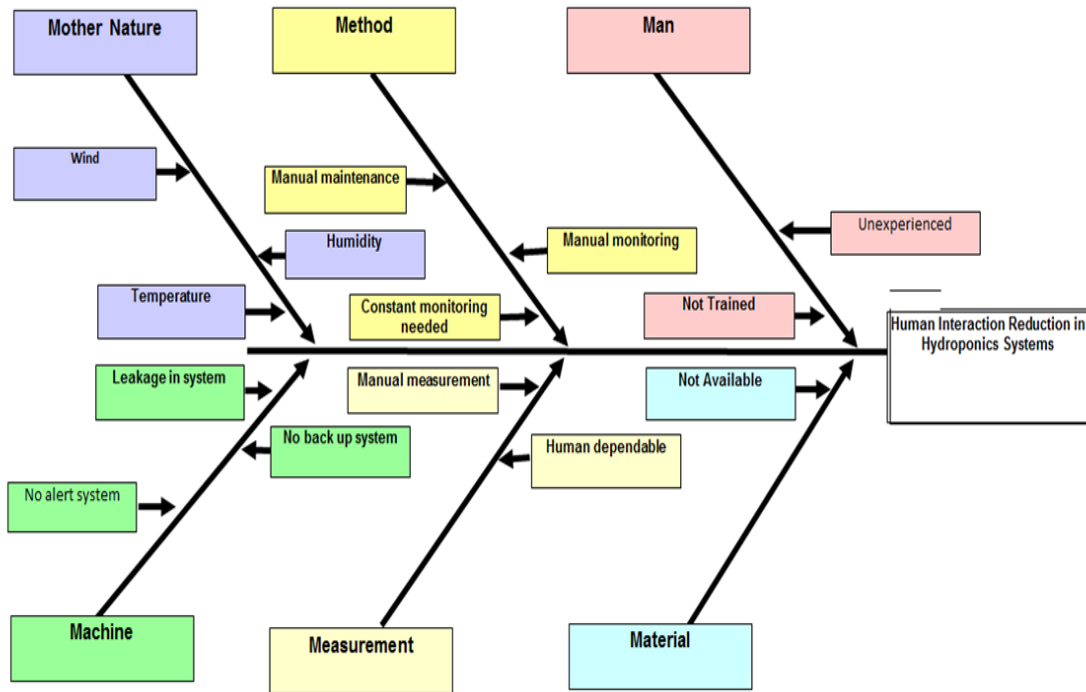 Mother Nature
Method
Man
Wind
Manual maintenance
Unexperienced
Humidity
Manual monitoring
Temperature
Constant monitoring
needed
Not Trained
Human Interaction Reduction in
Hydroponics Systems
Leakage in system
Manual measurement
Not Available
No back up system
Human dependable
No alert system
Machine
Measurement
Material